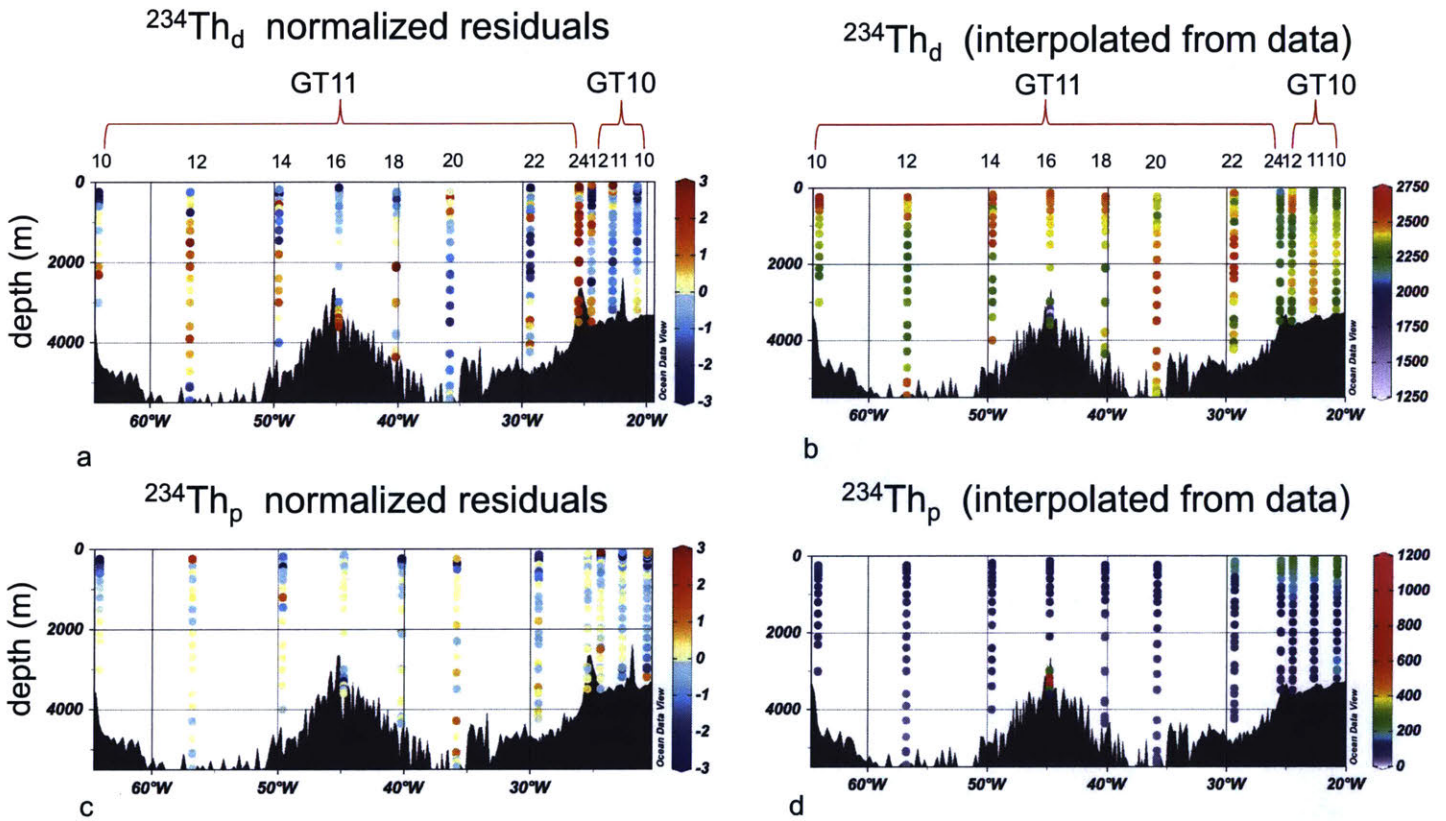 ²³⁴Th_d normalized residuals
GT11 GT10
10 12 14 16 18 20 22 24 12 11 10
0
2000
4000
depth (m)
60°W 50°W 40°W 30°W 20°W
3
2
1
0
-1
-2
-3
Ocean Data View
a
²³⁴Th_d (interpolated from data)
GT11 GT10
10 12 14 16 18 20 22 24 12 11 10
0
2000
4000
60°W 50°W 40°W 30°W 20°W
2750
2500
2250
2000
1750
1500
1250
Ocean Data View
b
²³⁴Th_p normalized residuals
0
2000
4000
depth (m)
60°W 50°W 40°W 30°W
3
2
1
0
-1
-2
-3
Ocean Data View
c
²³⁴Th_p (interpolated from data)
0
2000
4000
60°W 50°W 40°W 30°W 20°W
1200
1000
800
600
400
200
0
Ocean Data View
d